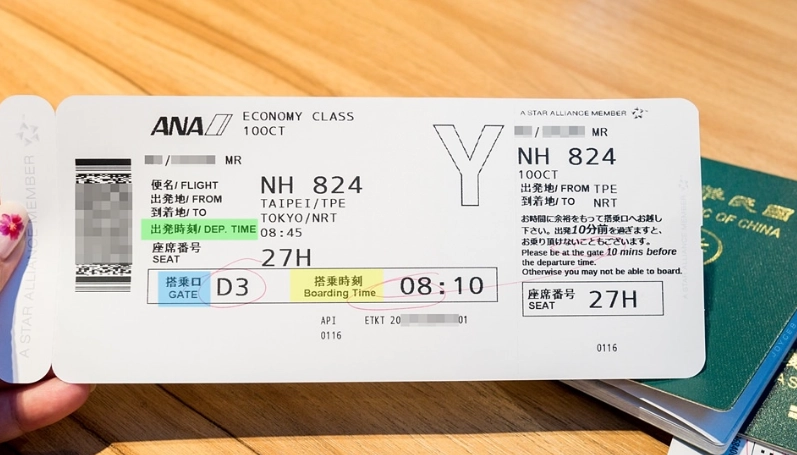 A STAR ALLIANCE MEMBER
ANA
ECONOMY CLASS
10OCT
/ MR
便名/ FLIGHT NH 824
出発地/ FROM TAIPEI/TPE
到着地/ TO TOKYO/NRT
出発時刻/ DEP. TIME 08:45
座席番号
SEAT 27H
搭乗口
GATE D3
搭乗時刻
Boarding Time 08:10
API ETKT 20 01
0116
Y
A STAR ALLIANCE MEMBER
/ MR
NH 824
10OCT
出発地/ FROM TPE
到着地/ TO NRT
お時間に余裕をもって搭乗口へお越し
下さい。出発10分前を過ぎますと、
お乗り頂けないこともございます。
Please be at the gate 10 mins before
the departure time.
Otherwise you may not be able to board.
座席番号
SEAT 27H
0116
民國
OF CHINA